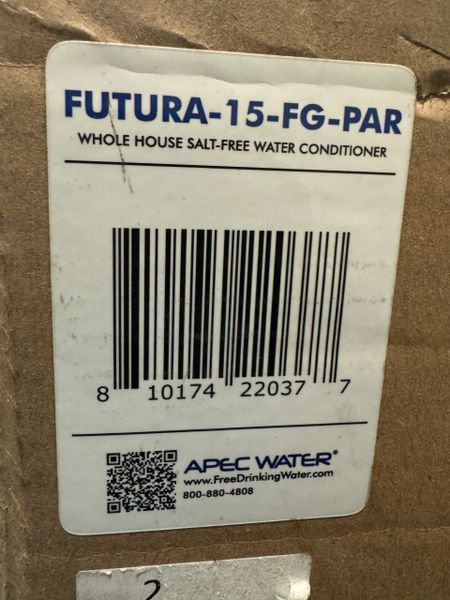 FUTURA-15-FG-PAR
WHOLE HOUSE SALT-FREE WATER CONDITIONER
8 10174 22037 7
APEC WATER®
www.FreeDrinkingWater.com
800-880-4808
2